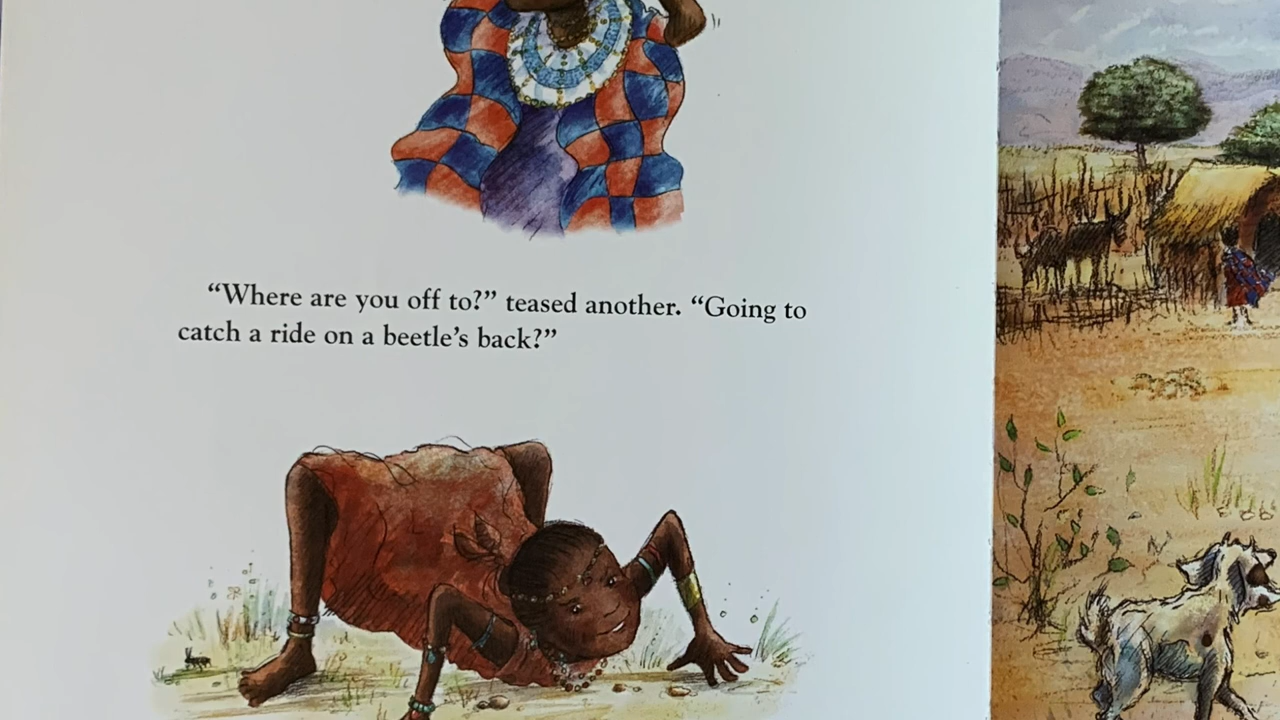 “Where are you off to?” teased another. “Going to
catch a ride on a beetle’s back?”